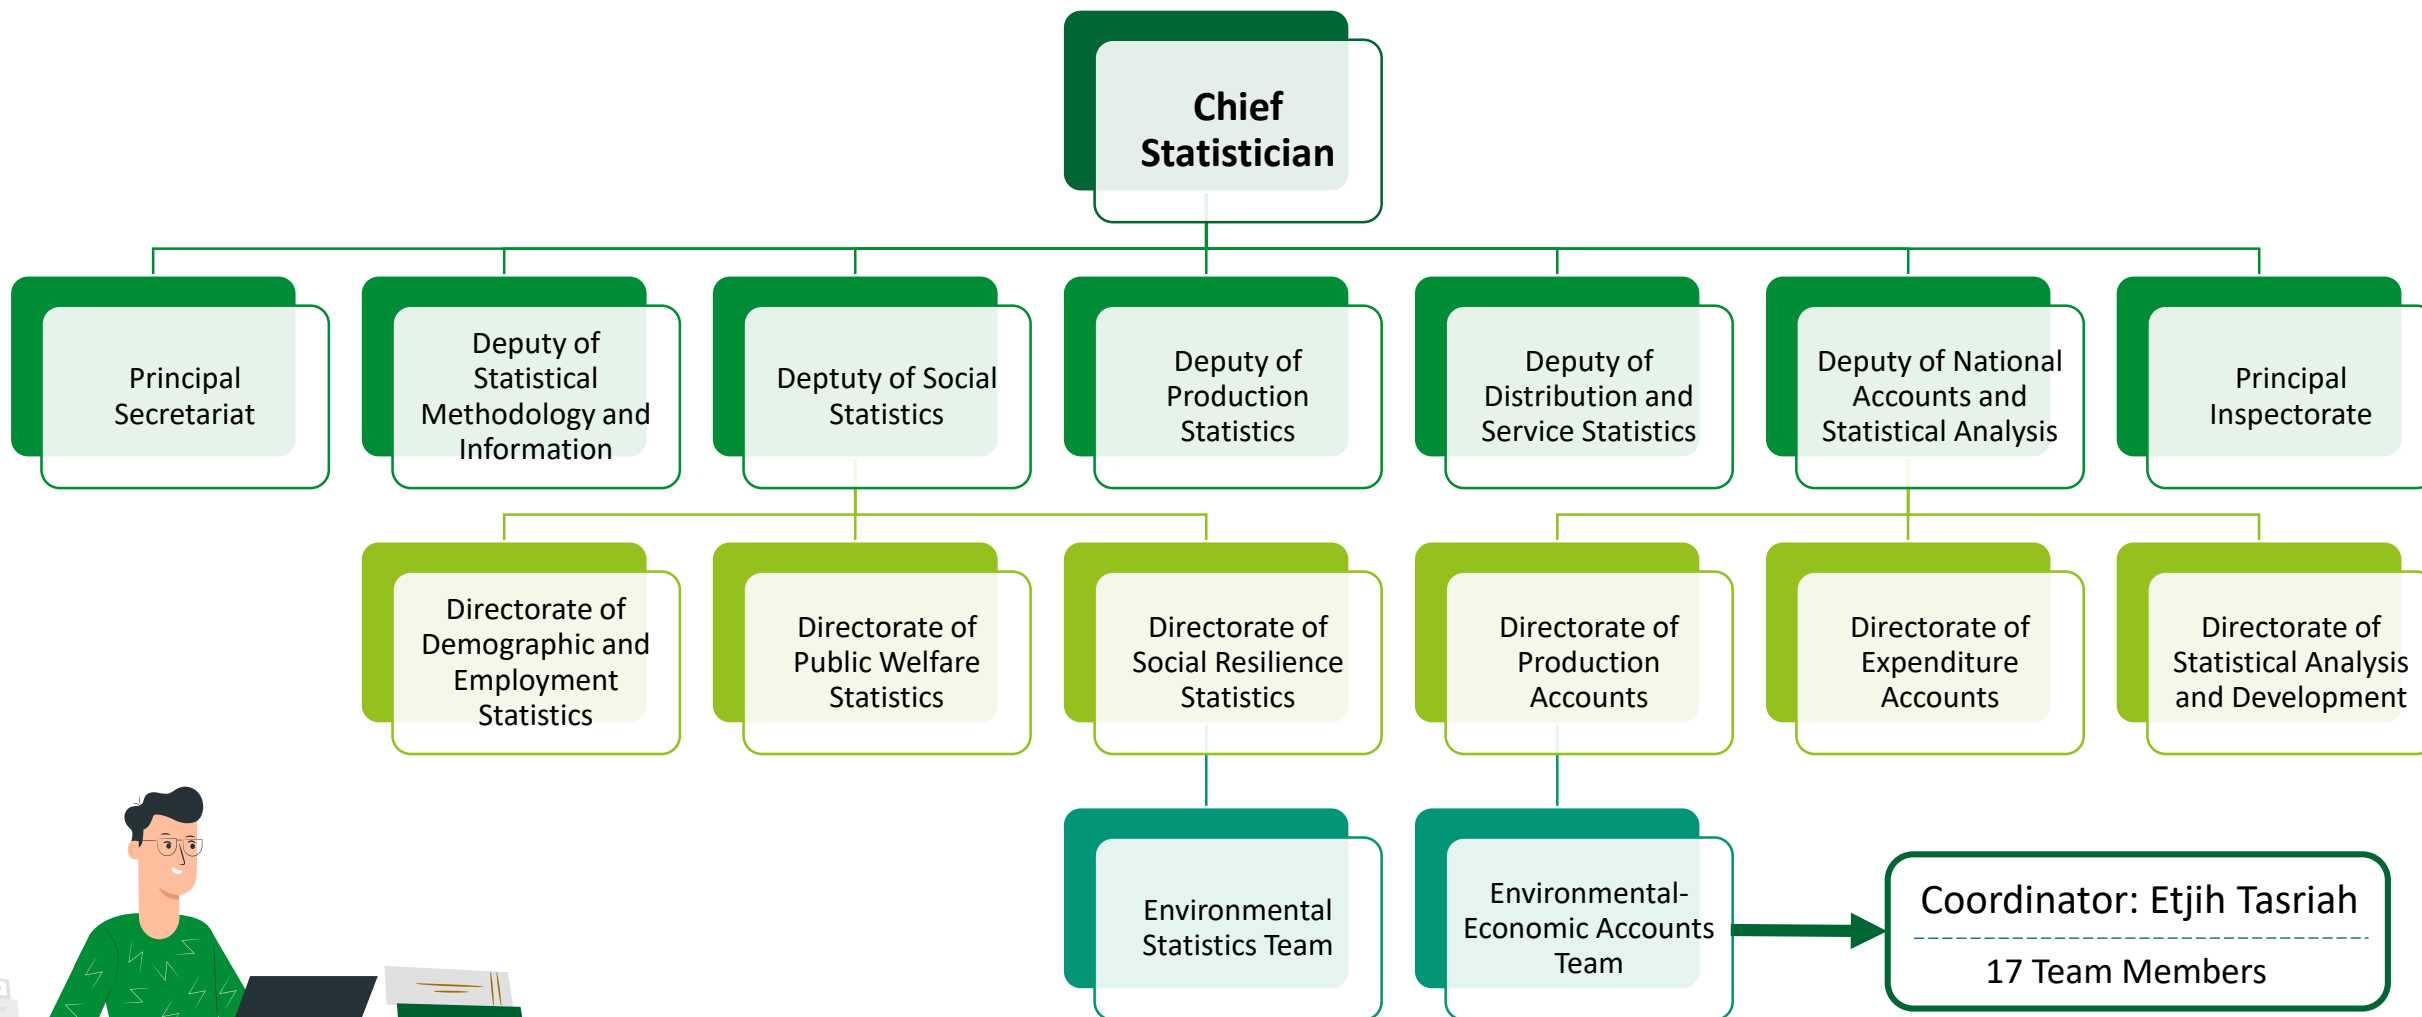 Chief
Statistician
Principal
Secretariat
Deputy of
Statistical
Methodology and
Information
Deptuty of Social
Statistics
Deputy of
Production
Statistics
Deputy of
Distribution and
Service Statistics
Deputy of National
Accounts and
Statistical Analysis
Principal
Inspectorate
Directorate of
Demographic and
Employment
Statistics
Directorate of
Public Welfare
Statistics
Directorate of
Social Resilience
Statistics
Directorate of
Production
Accounts
Directorate of
Expenditure
Accounts
Directorate of
Statistical Analysis
and Development
Environmental
Statistics Team
Environmental-
Economic Accounts
Team
Coordinator: Etjih Tasriah
17 Team Members